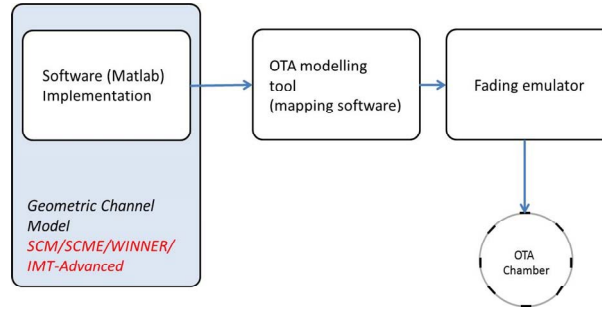 Software (Matlab)
Implementation
OTA modelling
tool
(mapping software)
Fading emulator
Geometric Channel
Model
SCM/SCME/WINNER/
IMT-Advanced
OTA
Chamber